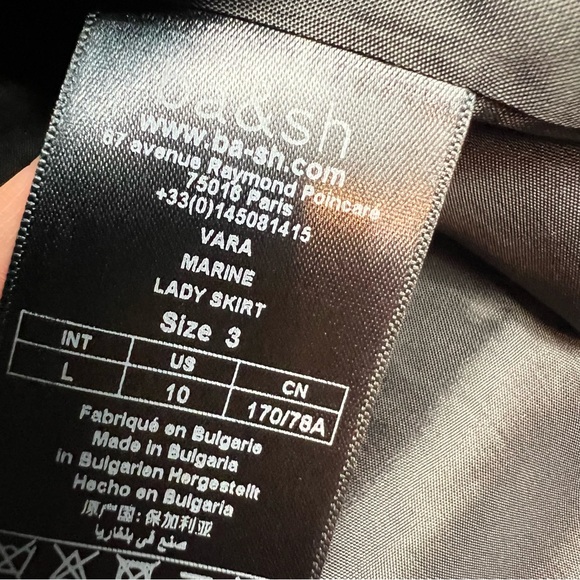 ba&sh
www.ba-sh.com
67 avenue Raymond Poincare
75016 Paris
+33(0)145081415
VARA
MARINE
LADY SKIRT
Size 3
INT US CN
L 10 170/78A
Fabriqué en Bulgarie
Made in Bulgaria
In Bulgarien Hergestellt
Hecho en Bulgaria
原产国:保加利亚
صنع في بلغاريا